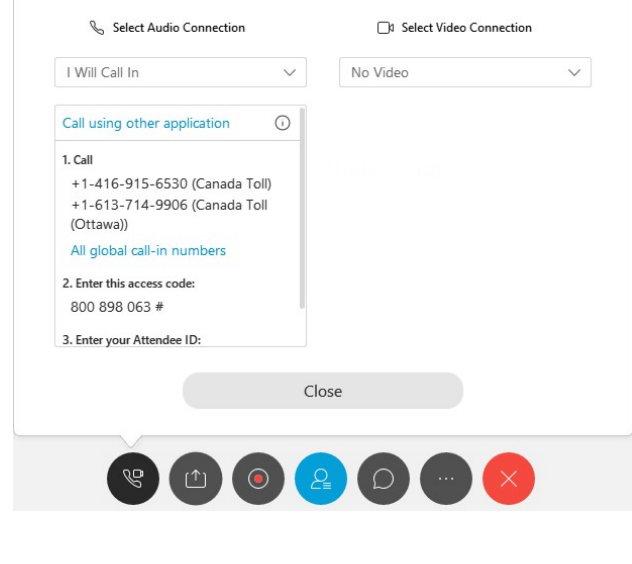 Select Audio Connection
Select Video Connection
I Will Call In
No Video
Call using other application
1. Call
+1-416-915-6530 (Canada Toll)
+1-613-714-9906 (Canada Toll
(Ottawa))
All global call-in numbers
2. Enter this access code:
800 898 063 #
3. Enter your Attendee ID:
Close